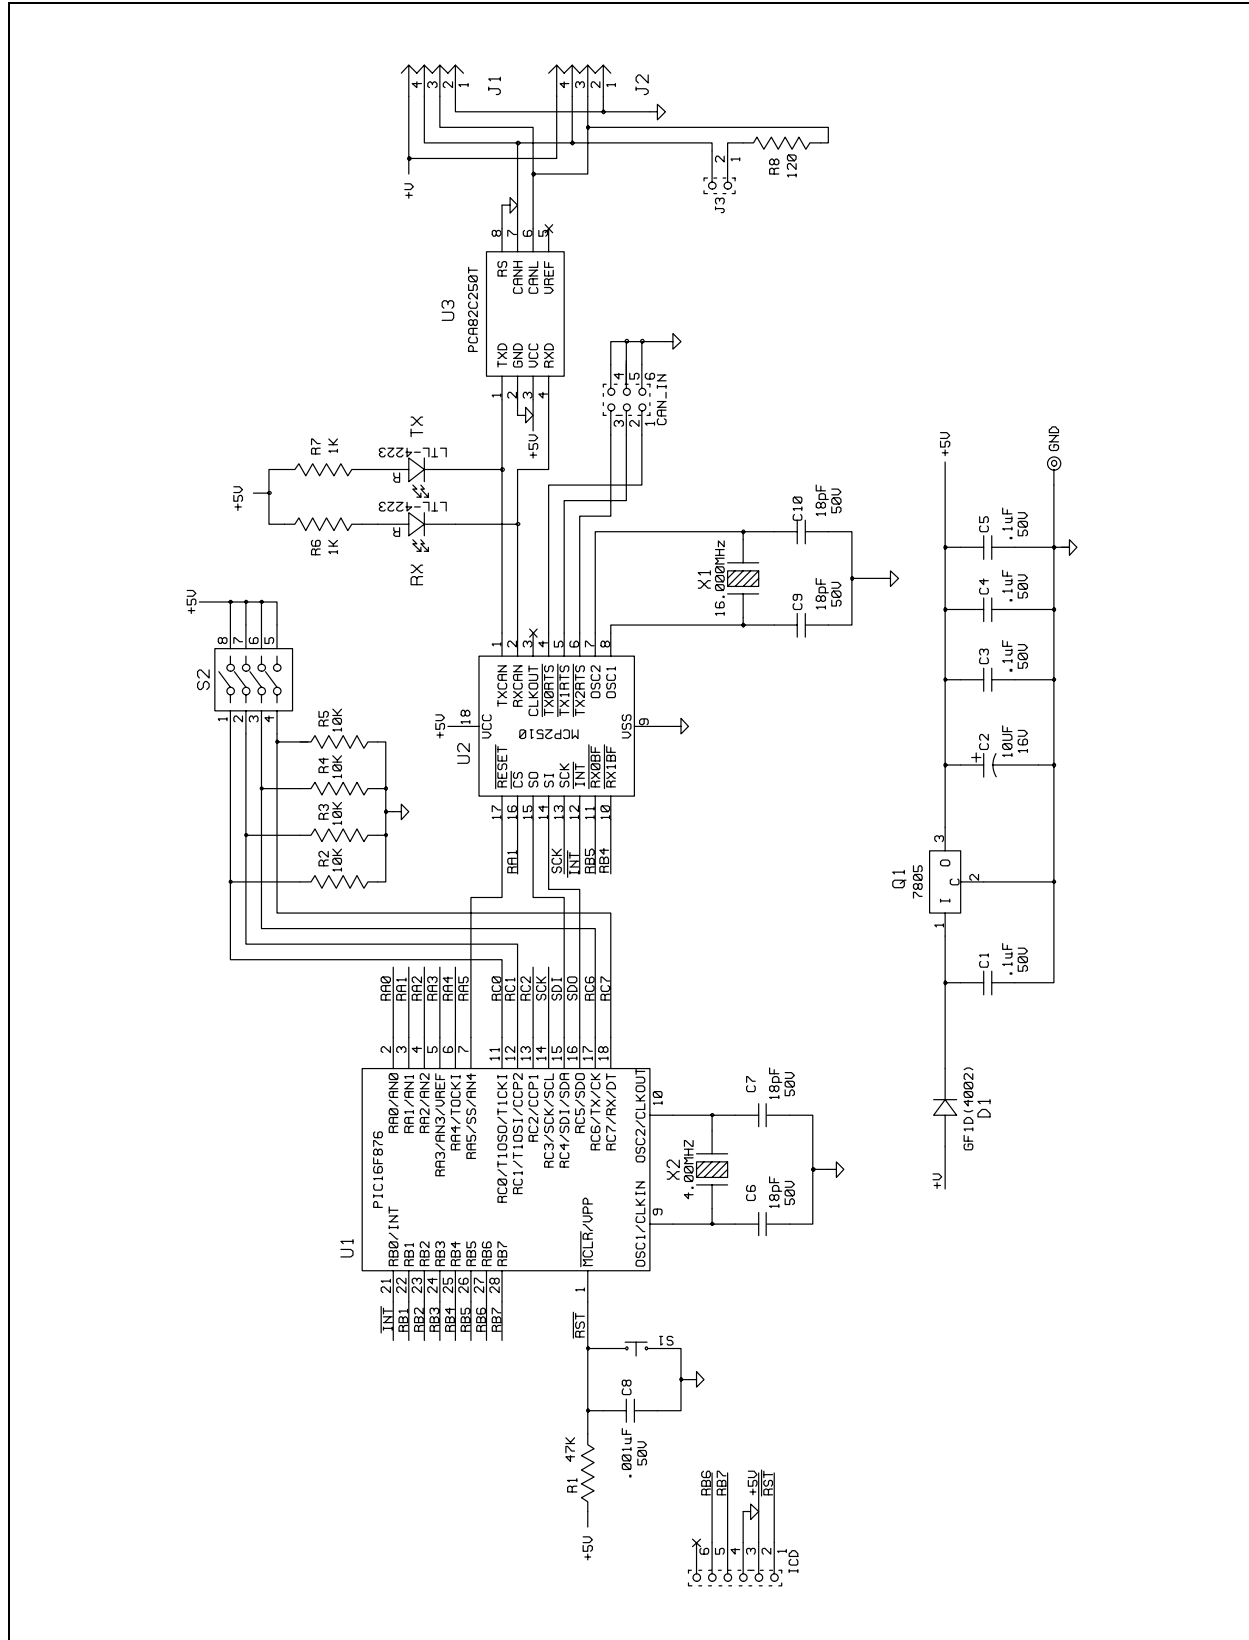 U1
PIC16F876
INT 21 RB0/INT
RB1 22 RB1
RB2 23 RB2
RB3 24 RB3
RB4 25 RB4
RB5 26 RB5
RB6 27 RB6
RB7 28 RB7
RST 1 MCLR/VPP
RA0/AN0 2 RA0
RA1/AN1 3 RA1
RA2/AN2 4 RA2
RA3/AN3/VREF 5 RA3
RA4/TOCKI 6 RA4
RA5/SS/AN4 7 RA5
RC0/T1OSO/T1CKI 11 RC0
RC1/T1OSI/CCP2 12 RC1
RC2/CCP1 13 RC2
RC3/SCK/SCL 14 SCK
RC4/SDI/SDA 15 SDI
RC5/SDO 16 SDO
RC6/TX/CK 17 RC6
RC7/RX/DT 18 RC7
OSC1/CLKIN 9
OSC2/CLKOUT 10
X2
4.00MHZ
C6
18pF
50V
C7
18pF
50V
+5V
R1 47K
C8
.001uF
50V
S1
ICD
6 RB6
5 RB7
4
3 +5V
2 RST
1
R2
10K
R3
10K
R4
10K
R5
10K
S2
1 8
2 7
3 6
4 5
+5V
U2
MCP2510
+5V
18
VCC
17 RESET
RA1 16 CS
15 SO
14 SI
SCK 13 SCK
INT 12 INT
RB5 11 RX0BF
RB4 10 RX1BF
TXCAN 1
RXCAN 2
CLKOUT 3
TX0RTS 4
TX1RTS 5
TX2RTS 6
OSC2 7
OSC1 8
VSS
9
X1
16.000MHz
C9
18pF
50V
C10
18pF
50V
+5V
R6
1K
R7
1K
RX
R
LTL-4223
TX
R
LTL-4223
3 4
2 5
1 6
CAN_IN
U3
PCA82C250T
1 TXD
2 GND
3 VCC
4 RXD
+5V
RS 8
CANH 7
CANL 6
VREF 5
+V
4
3
2
1
J1
4
3
2
1
J2
J3
2
1
R8
120
+V
D1
GF1D(4002)
C1
.1uF
50V
Q1
7805
1 I
O 3
C
2
C2
+
10UF
16V
C3
.1uF
50V
C4
.1uF
50V
C5
.1uF
50V
+5V
GND